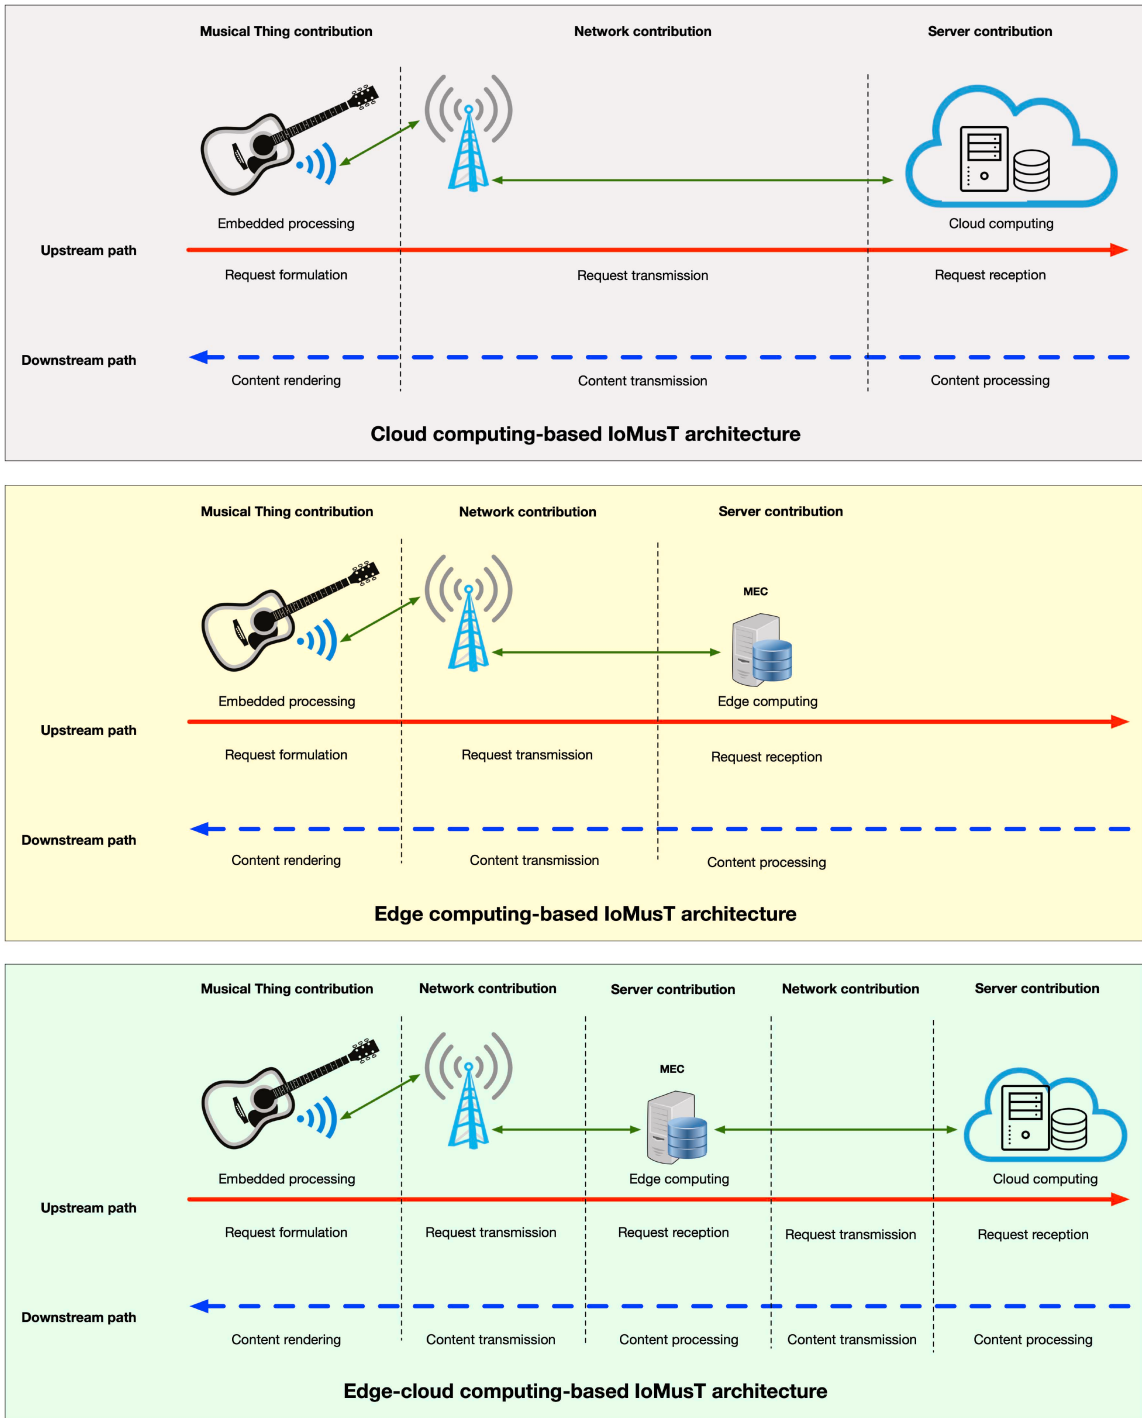 Musical Thing contribution
Network contribution
Server contribution
Embedded processing
Cloud computing
Upstream path
Request formulation
Request transmission
Request reception
Downstream path
Content rendering
Content transmission
Content processing
Cloud computing-based IoMusT architecture
Musical Thing contribution
Network contribution
Server contribution
MEC
Embedded processing
Edge computing
Upstream path
Request formulation
Request transmission
Request reception
Downstream path
Content rendering
Content transmission
Content processing
Edge computing-based IoMusT architecture
Musical Thing contribution
Network contribution
Server contribution
Network contribution
Server contribution
MEC
Embedded processing
Edge computing
Cloud computing
Upstream path
Request formulation
Request transmission
Request reception
Request transmission
Request reception
Downstream path
Content rendering
Content transmission
Content processing
Content transmission
Content processing
Edge-cloud computing-based IoMusT architecture